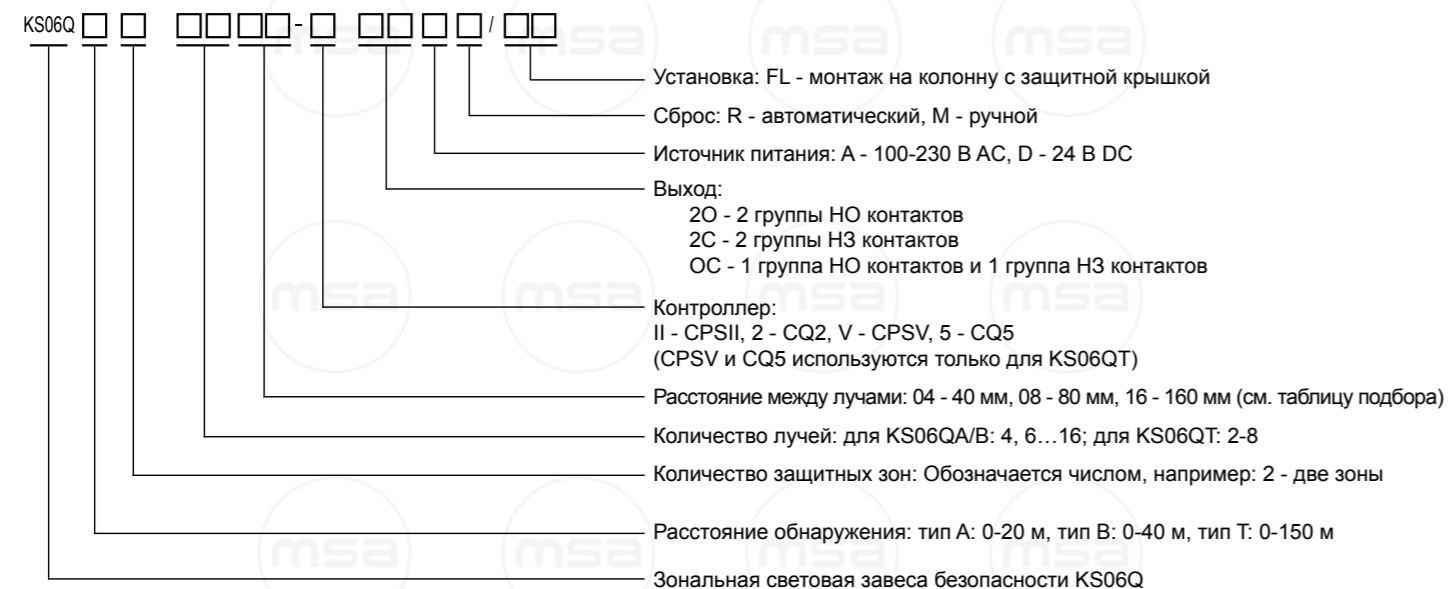 KS06Q □ □ □□□□-□ □□□□/□□
Установка: FL - монтаж на колонну с защитной крышкой
Сброс: R - автоматический, M - ручной
Источник питания: A - 100-230 В AC, D - 24 В DC
Выход:
2O - 2 группы НО контактов
2C - 2 группы НЗ контактов
OC - 1 группа НО контактов и 1 группа НЗ контактов
Контроллер:
II - CPSII, 2 - CQ2, V - CPSV, 5 - CQ5
(CPSV и CQ5 используются только для KS06QT)
Расстояние между лучами: 04 - 40 мм, 08 - 80 мм, 16 - 160 мм (см. таблицу подбора)
Количество лучей: для KS06QA/B: 4, 6…16; для KS06QT: 2-8
Количество защитных зон: Обозначается числом, например: 2 - две зоны
Расстояние обнаружения: тип A: 0-20 м, тип B: 0-40 м, тип T: 0-150 м
Зональная световая завеса безопасности KS06Q